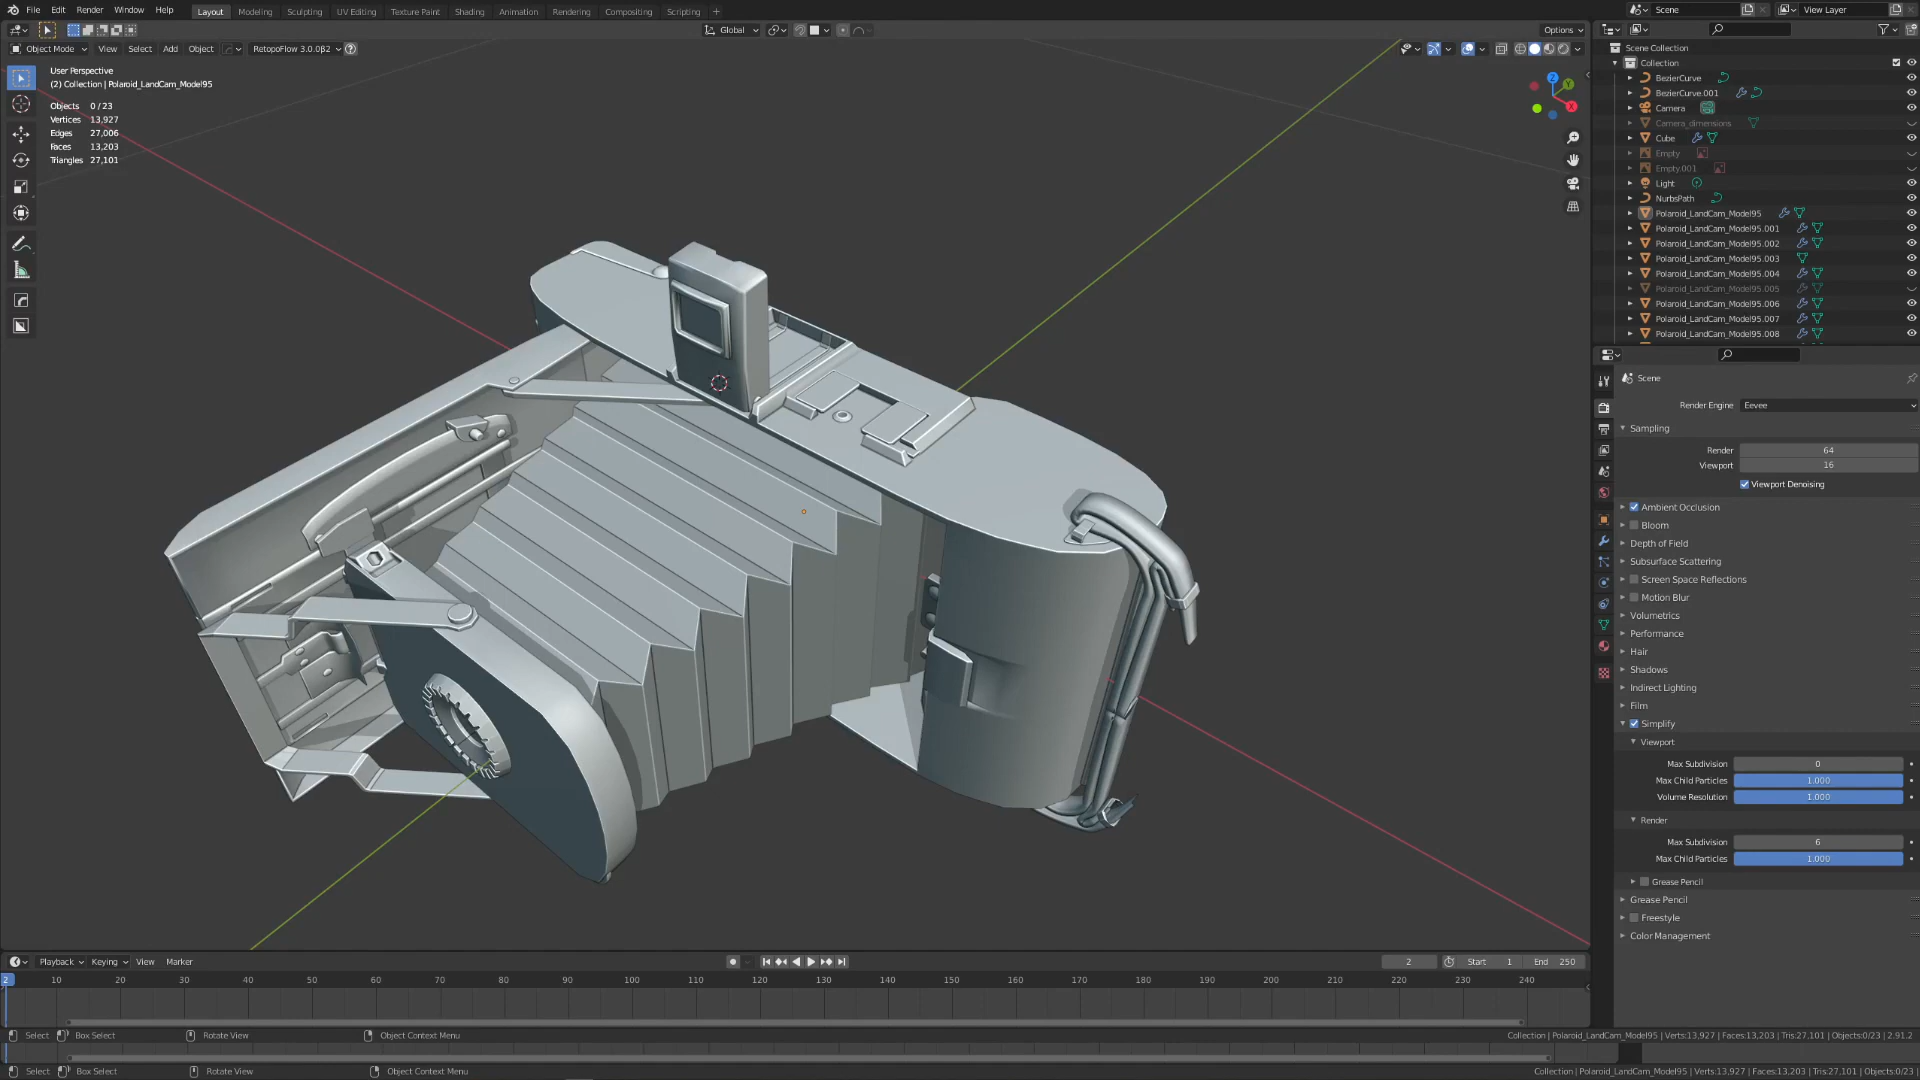 File Edit Render Window Help Layout Modeling Sculpting UV Editing Texture Paint Shading Animation Rendering Compositing Scripting + Scene View Layer
Global Options
Object Mode View Select Add Object RetopoFlow 3.0.0β2
User Perspective
(2) Collection | Polaroid_LandCam_Model95
Objects 0 / 23
Vertices 13,927
Edges 27,006
Faces 13,203
Triangles 27,101
Z
Y
X
Scene Collection
Collection
BezierCurve
BezierCurve.001
Camera
Camera_dimensions
Cube
Empty
Empty.001
Light
NurbsPath
Polaroid_LandCam_Model95
Polaroid_LandCam_Model95.001
Polaroid_LandCam_Model95.002
Polaroid_LandCam_Model95.003
Polaroid_LandCam_Model95.004
Polaroid_LandCam_Model95.005
Polaroid_LandCam_Model95.006
Polaroid_LandCam_Model95.007
Polaroid_LandCam_Model95.008
Scene
Render Engine Eevee
Sampling
Render 64
Viewport 16
Viewport Denoising
Ambient Occlusion
Bloom
Depth of Field
Subsurface Scattering
Screen Space Reflections
Motion Blur
Volumetrics
Performance
Hair
Shadows
Indirect Lighting
Film
Simplify
Viewport
Max Subdivision 0
Max Child Particles 1.000
Volume Resolution 1.000
Render
Max Subdivision 6
Max Child Particles 1.000
Grease Pencil
Grease Pencil
Freestyle
Color Management
Playback Keying View Marker 2 Start 1 End 250
2 10 20 30 40 50 60 70 80 90 100 110 120 130 140 150 160 170 180 190 200 210 220 230 240
Select Box Select Rotate View Object Context Menu Collection | Polaroid_LandCam_Model95 | Verts:13,927 | Faces:13,203 | Tris:27,101 | Objects:0/23 | 2.91.2
Select Box Select Rotate View Object Context Menu Collection | Polaroid_LandCam_Model95 | Verts:13,927 | Faces:13,203 | Tris:27,101 | Objects:0/23